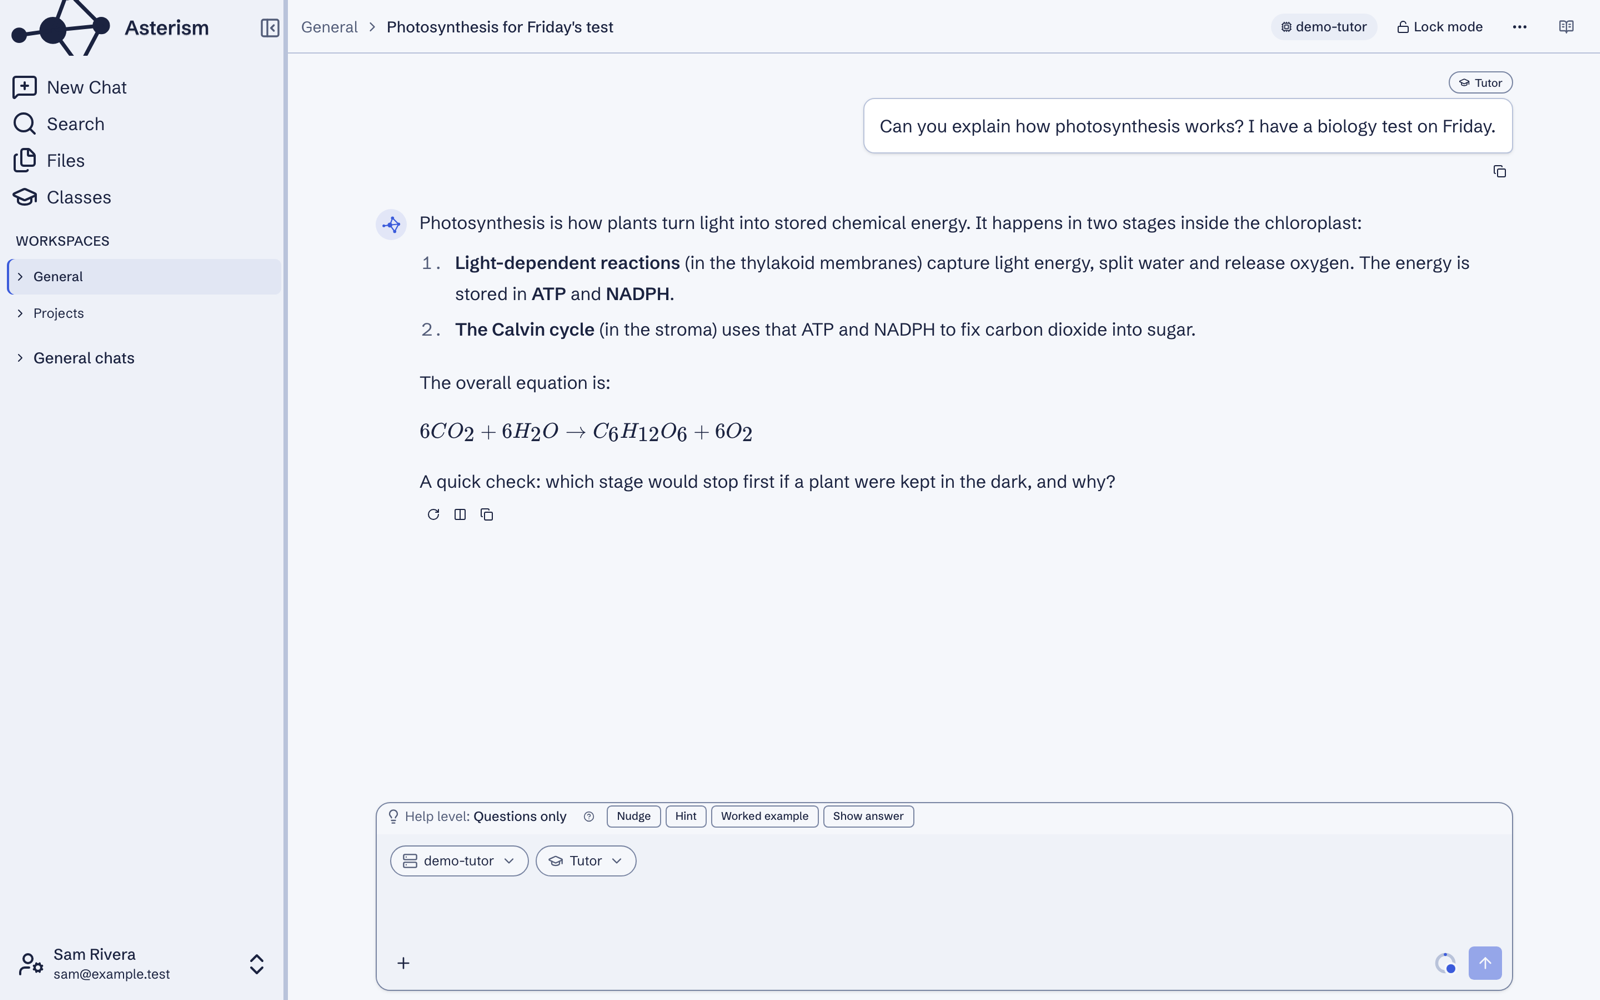 Asterism
New Chat
Search
Files
Classes
WORKSPACES
General
Projects
General chats
Sam Rivera
sam@example.test
General > Photosynthesis for Friday's test
demo-tutor
Lock mode
Tutor
Can you explain how photosynthesis works? I have a biology test on Friday.
Photosynthesis is how plants turn light into stored chemical energy. It happens in two stages inside the chloroplast:
1. Light-dependent reactions (in the thylakoid membranes) capture light energy, split water and release oxygen. The energy is
stored in ATP and NADPH.
2. The Calvin cycle (in the stroma) uses that ATP and NADPH to fix carbon dioxide into sugar.
The overall equation is:
6CO2 + 6H2O → C6H12O6 + 6O2
A quick check: which stage would stop first if a plant were kept in the dark, and why?
Help level: Questions only
Nudge
Hint
Worked example
Show answer
demo-tutor
Tutor